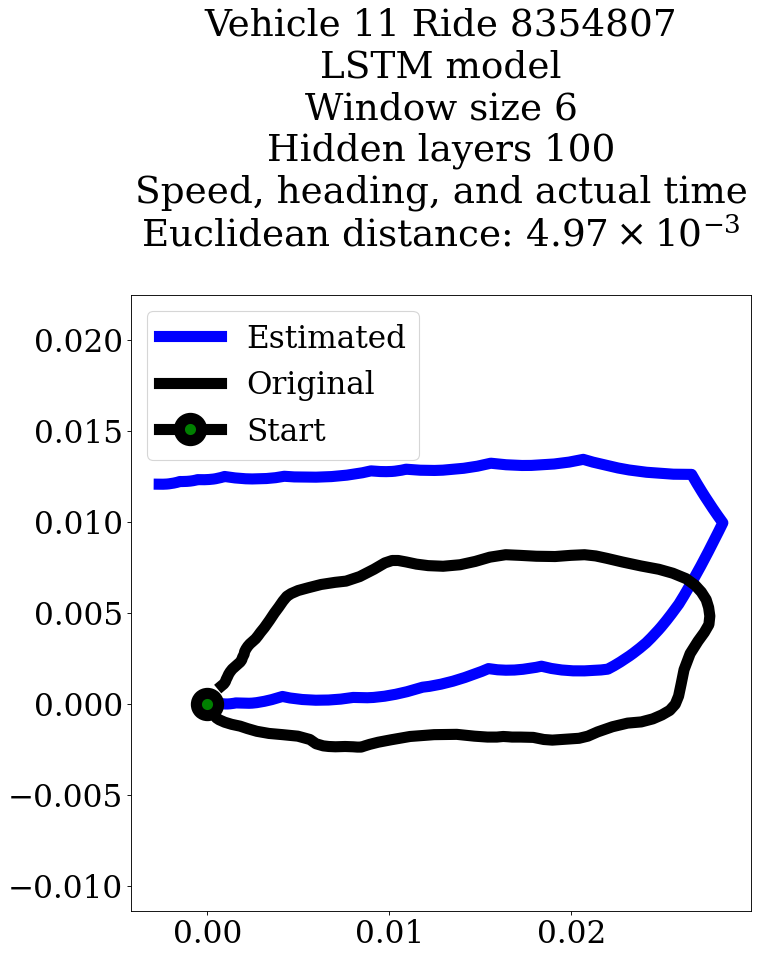 Vehicle 11 Ride 8354807
LSTM model
Window size 6
Hidden layers 100
Speed, heading, and actual time
Euclidean distance: 4.97 × 10⁻³
Estimated
Original
Start
0.020
0.015
0.010
0.005
0.000
−0.005
−0.010
0.00 0.01 0.02